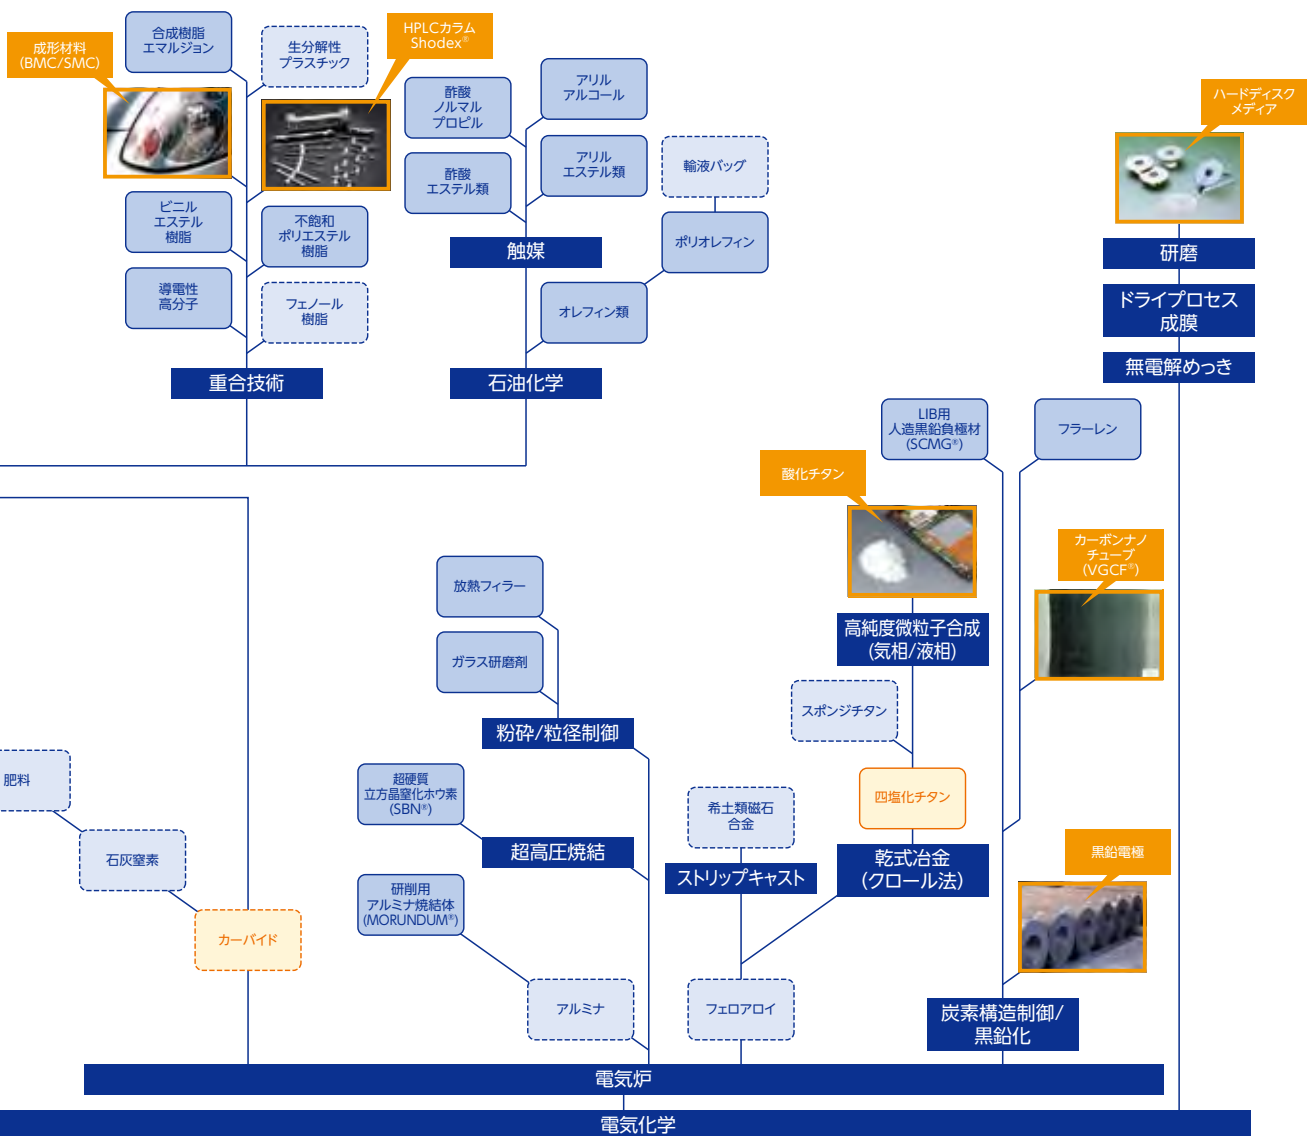 合成樹脂
エマルジョン
生分解性
プラスチック
HPLCカラム
Shodex®
成形材料
(BMC/SMC)
酢酸
ノルマル
プロピル
アリル
アルコール
ハードディスク
メディア
酢酸
エステル類
アリル
エステル類
輸液バッグ
ビニル
エステル
樹脂
不飽和
ポリエステル
樹脂
触媒
ポリオレフィン
研磨
導電性
高分子
フェノール
樹脂
オレフィン類
ドライプロセス
成膜
無電解めっき
重合技術
石油化学
LIB用
人造黒鉛負極材
(SCMG®)
フラーレン
酸化チタン
カーボンナノ
チューブ
(VGCF®)
放熱フィラー
ガラス研磨剤
高純度微粒子合成
(気相/液相)
粉砕/粒径制御
スポンジチタン
肥料
超硬質
立方晶窒化ホウ素
(SBN®)
四塩化チタン
希土類磁石
合金
石灰窒素
超高圧焼結
ストリップキャスト
乾式冶金
(クロール法)
黒鉛電極
研削用
アルミナ焼結体
(MORUNDUM®)
カーバイド
アルミナ
フェロアロイ
炭素構造制御/
黒鉛化
電気炉
電気化学